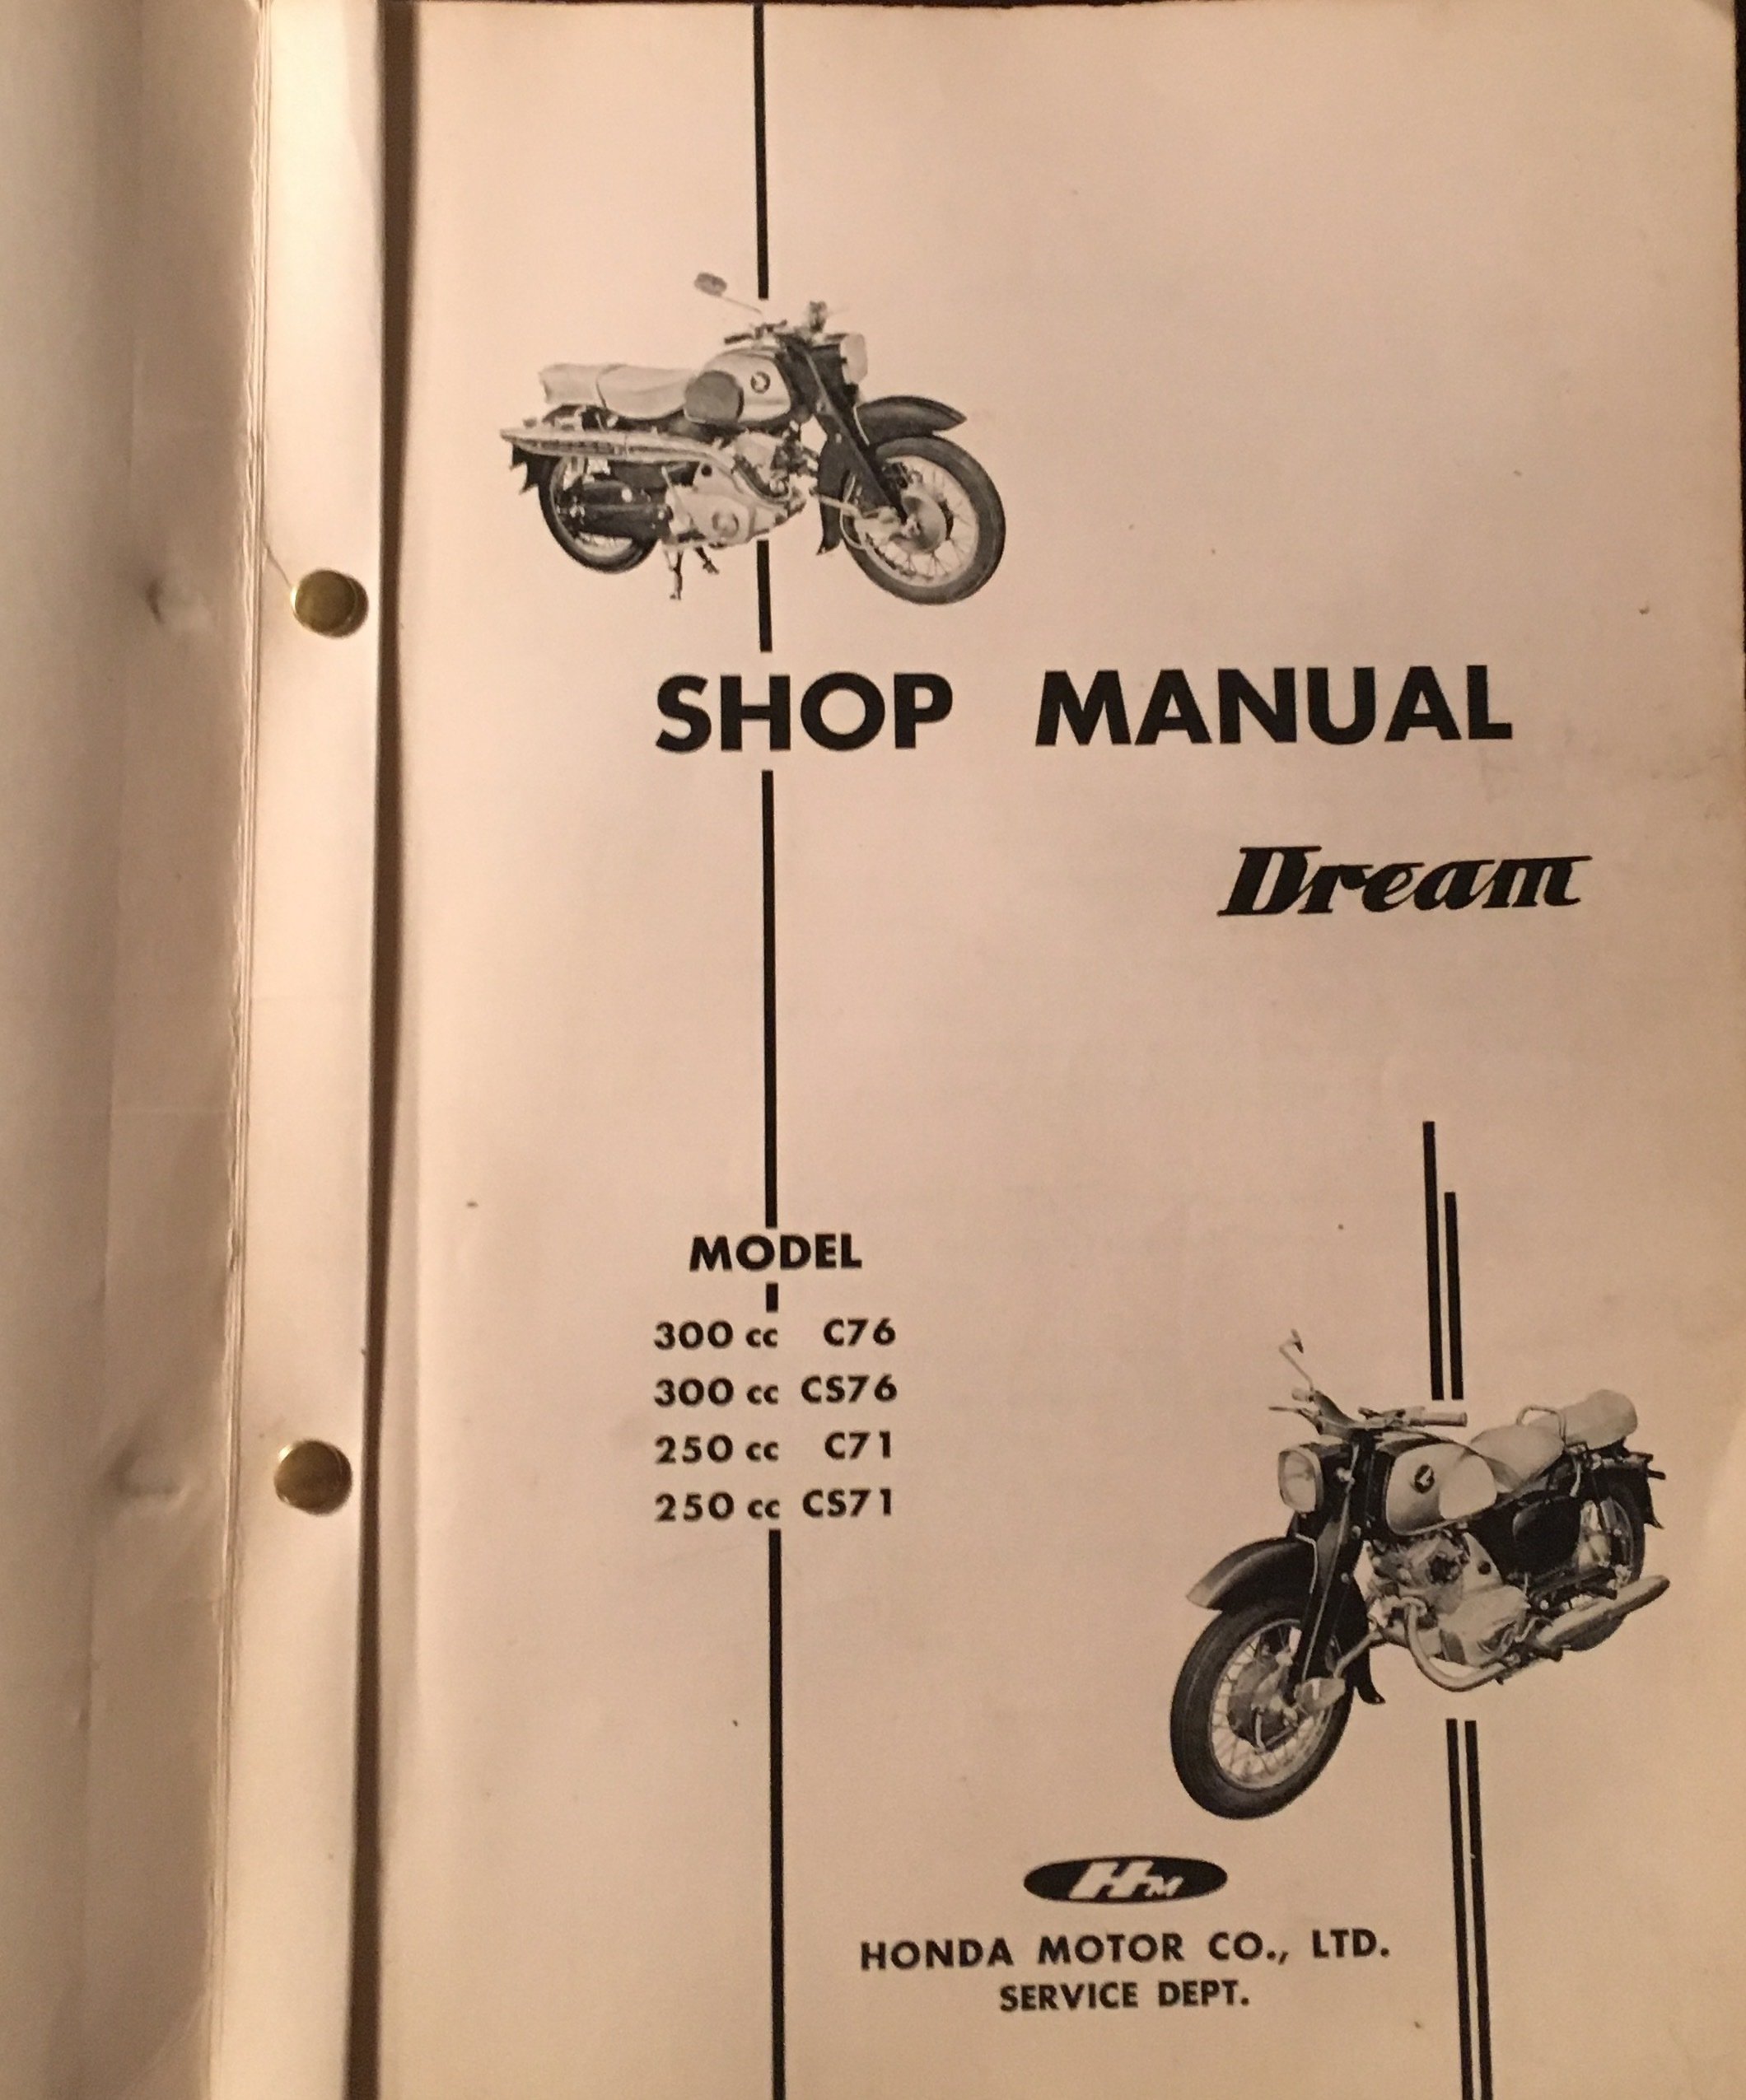 SHOP MANUAL
Dream
MODEL
300 cc C76
300 cc CS76
250 cc C71
250 cc CS71
HM
HONDA MOTOR CO., LTD.
SERVICE DEPT.